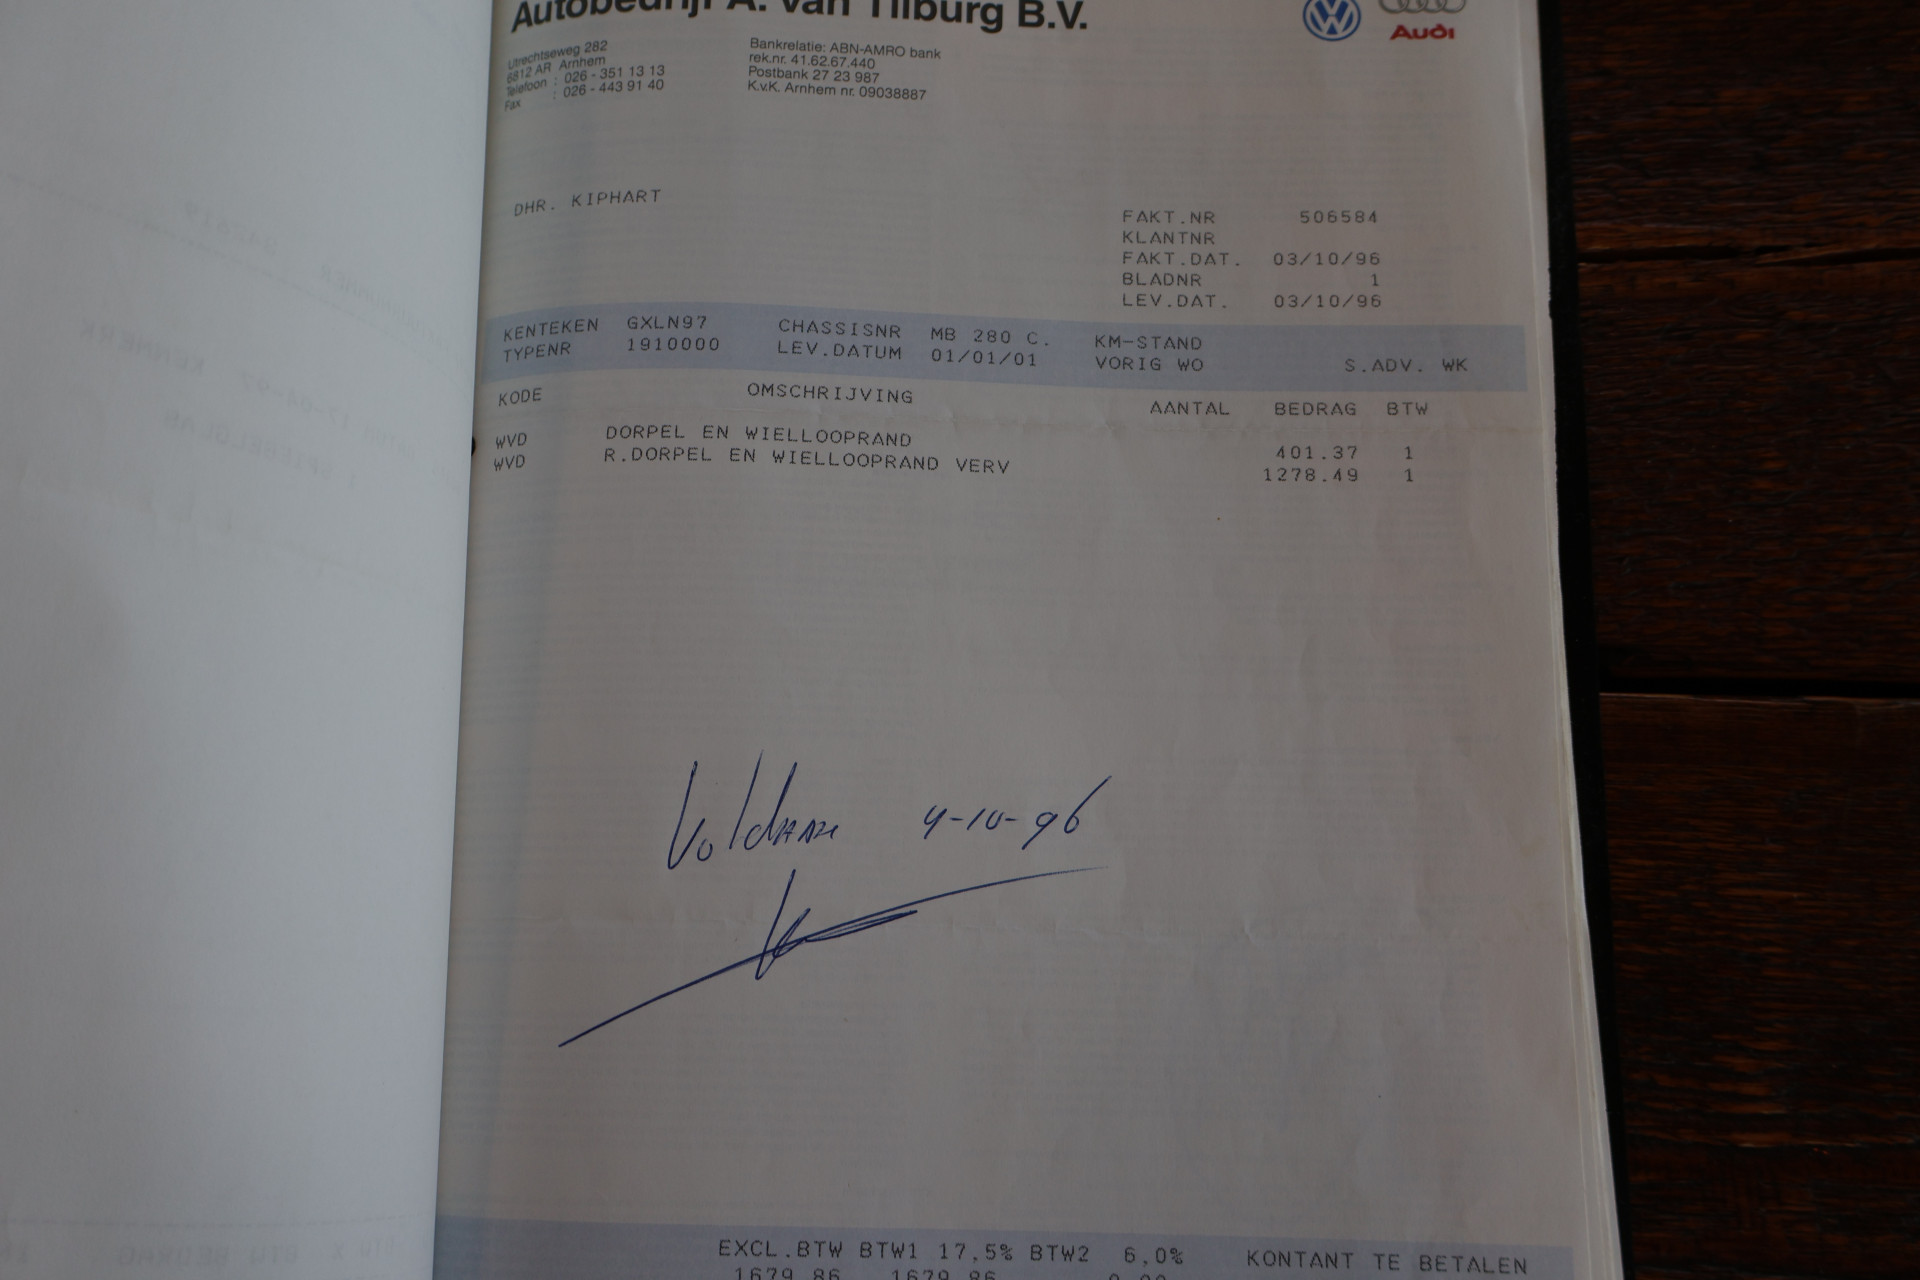 Autobedrijf A. van Tilburg B.V.
Audi
Utrechtseweg 282
6812 AR Arnhem
Telefoon : 026 - 351 13 13
Fax : 026 - 443 91 40
Bankrelatie: ABN-AMRO bank
rek.nr. 41.62.67.440
Postbank 27 23 987
K.v.K. Arnhem nr. 09038887
DHR. KIPHART
FAKT.NR 506584
KLANTNR
FAKT.DAT. 03/10/96
BLADNR 1
LEV.DAT. 03/10/96
KENTEKEN GXLN97 CHASSISNR MB 280 C. KM-STAND
TYPENR 1910000 LEV.DATUM 01/01/01 VORIG WO S.ADV. WK
KODE OMSCHRIJVING AANTAL BEDRAG BTW
WVD DORPEL EN WIELLOOPRAND 401.37 1
WVD R.DORPEL EN WIELLOOPRAND VERV 1278.49 1
Voldaan 4-10-96
EXCL.BTW BTW1 17,5% BTW2 6,0% KONTANT TE BETALEN
1679.86 1679.86